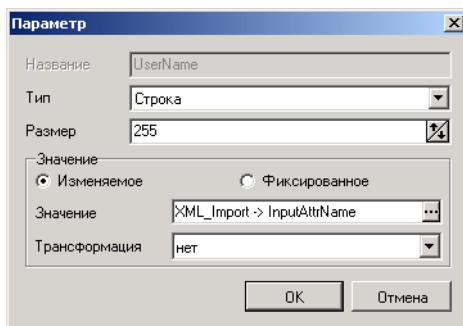 Параметр
Название UserName
Тип Строка
Размер 255
Значение
Изменяемое Фиксированное
Значение XML_Import -> InputAttrName ...
Трансформация нет
OK Отмена